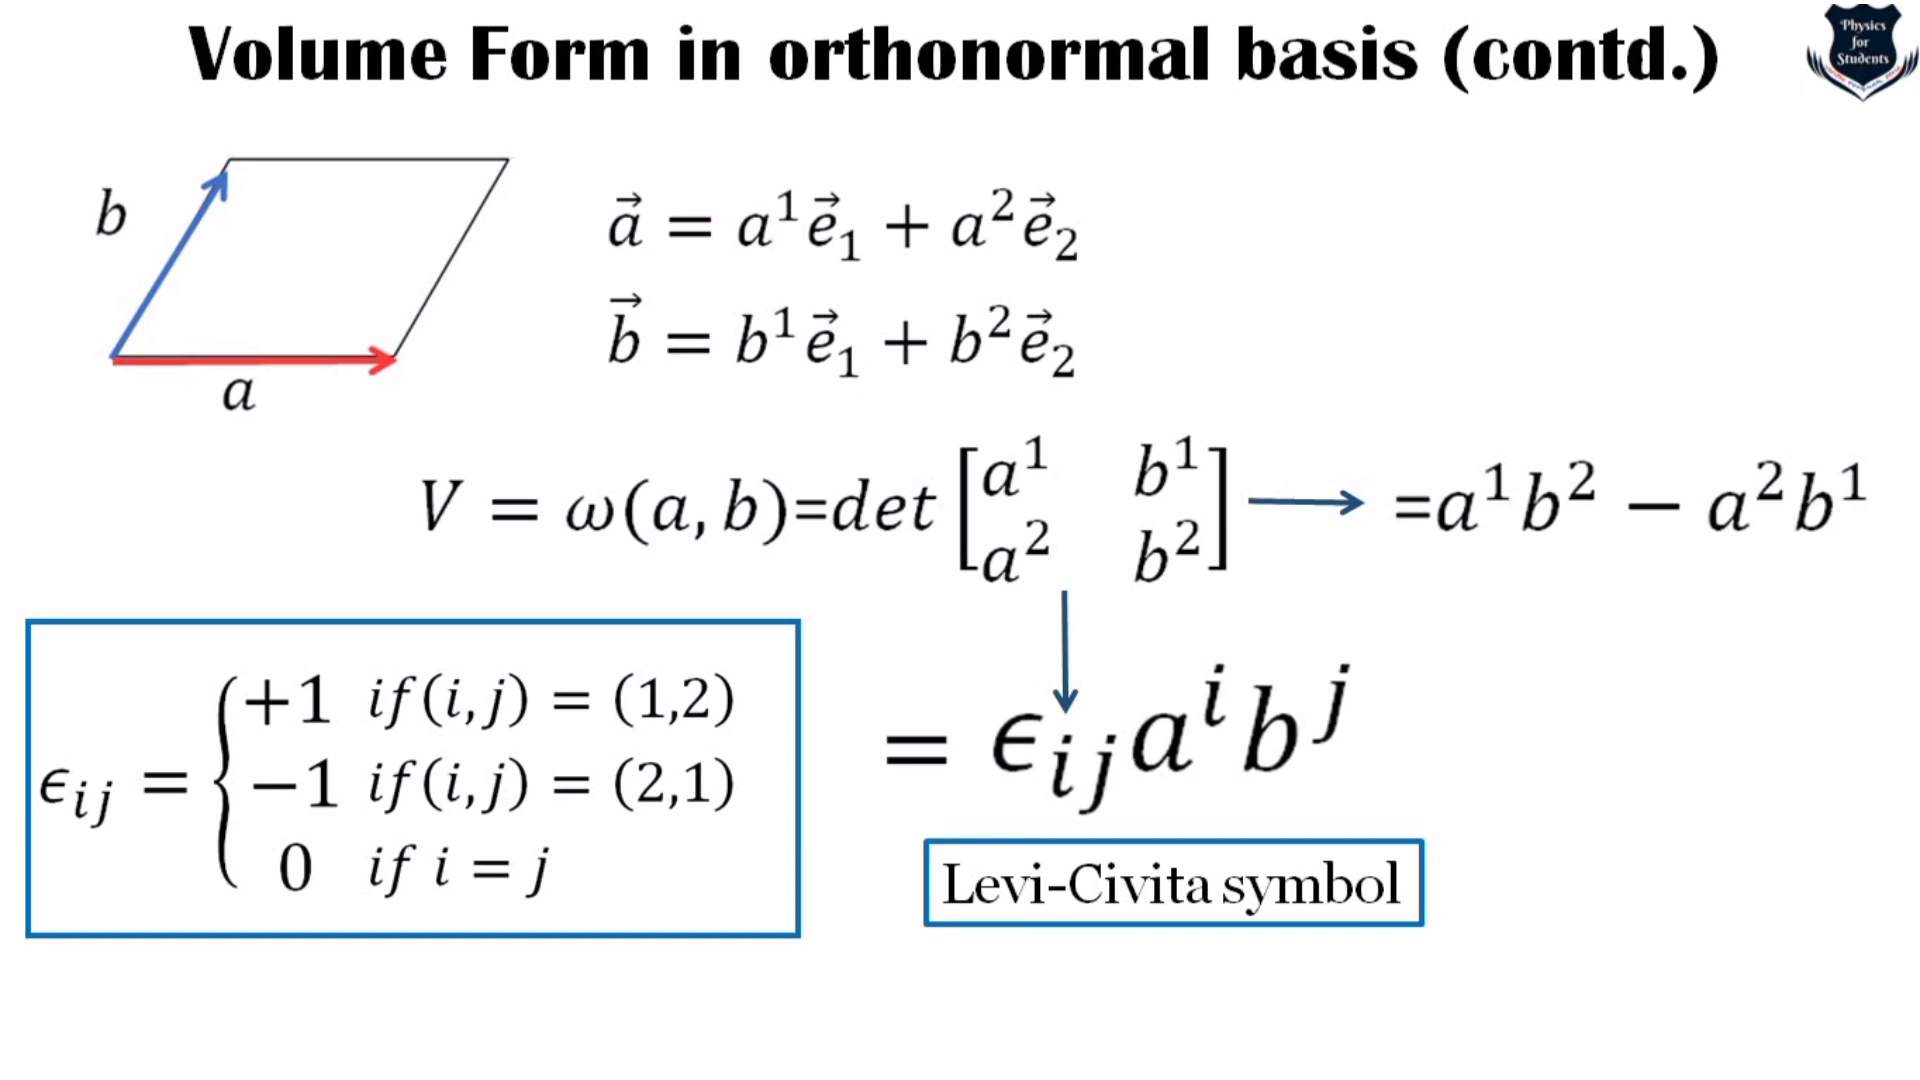 Volume Form in orthonormal basis (contd.)
Physics
for
Students
b
a
a⃗ = a¹e⃗₁ + a²e⃗₂
b⃗ = b¹e⃗₁ + b²e⃗₂
V = ω(a, b)=det [a¹ b¹
a² b²] → =a¹b² − a²b¹
ϵᵢⱼ = { +1 if(i,j) = (1,2)
−1 if(i,j) = (2,1)
0 if i = j
= ϵᵢⱼaⁱbʲ
Levi-Civita symbol